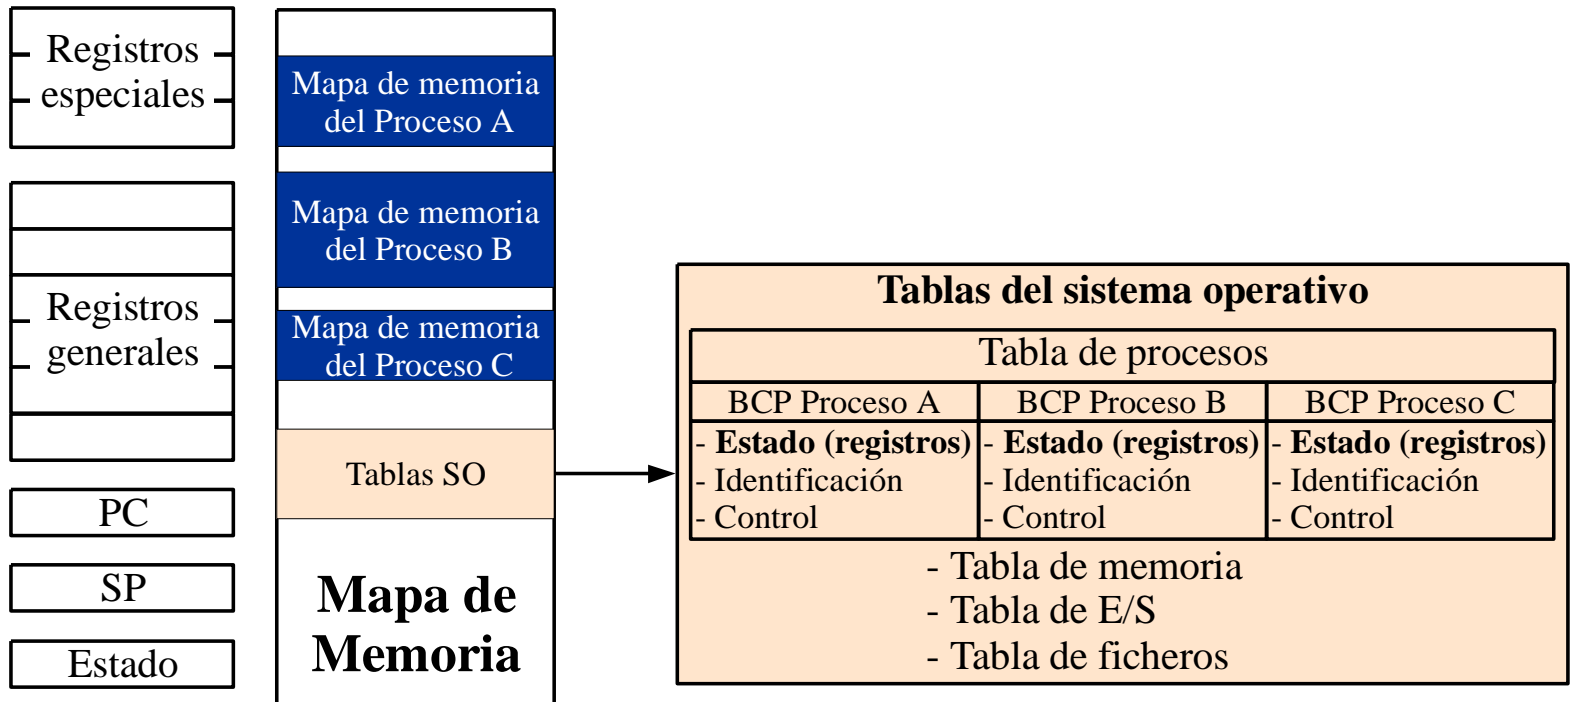 Registros
especiales
Registros
generales
PC
SP
Estado
Mapa de memoria
del Proceso A
Mapa de memoria
del Proceso B
Mapa de memoria
del Proceso C
Tablas SO
Mapa de
Memoria
Tablas del sistema operativo
Tabla de procesos
BCP Proceso A
- Estado (registros)
- Identificación
- Control
BCP Proceso B
- Estado (registros)
- Identificación
- Control
BCP Proceso C
- Estado (registros)
- Identificación
- Control
- Tabla de memoria
- Tabla de E/S
- Tabla de ficheros